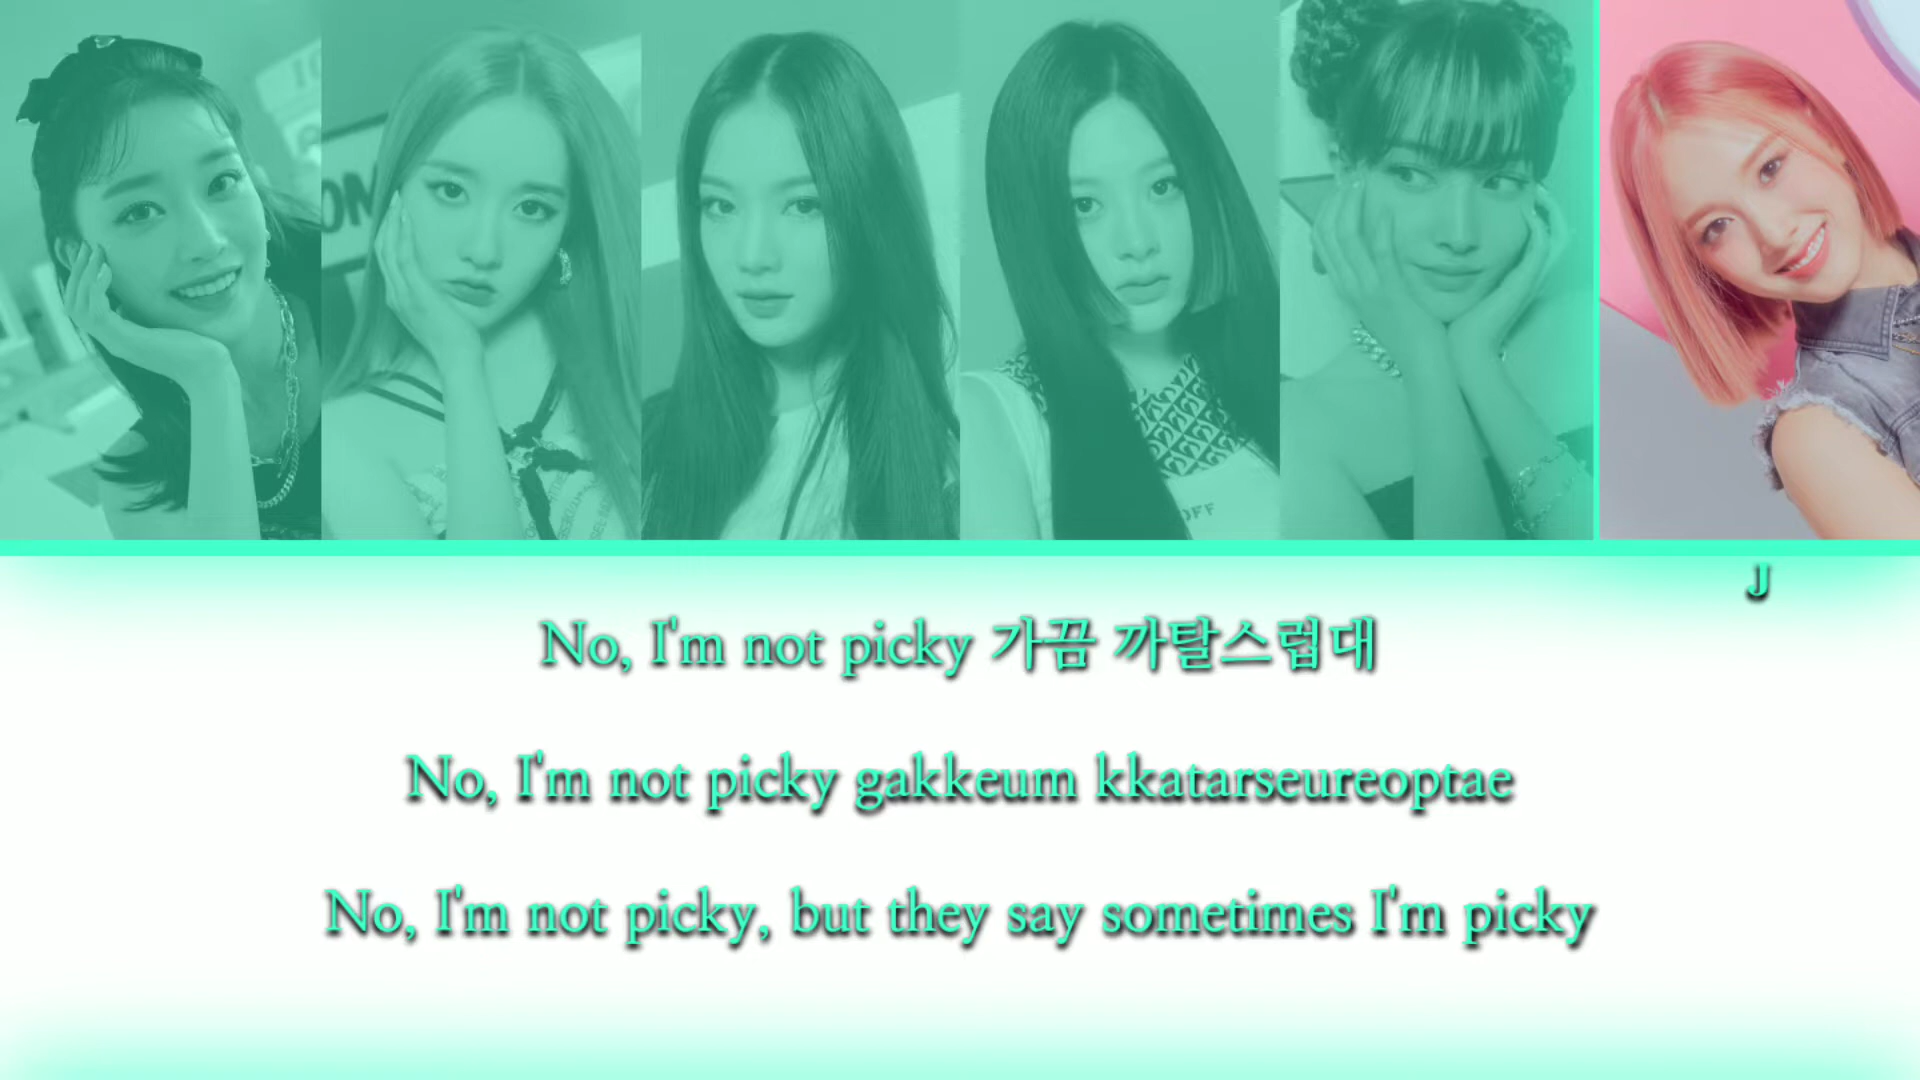 J
No, I'm not picky 가끔 까탈스럽대
No, I'm not picky gakkeum kkatarseureoptae
No, I'm not picky, but they say sometimes I'm picky
OFF